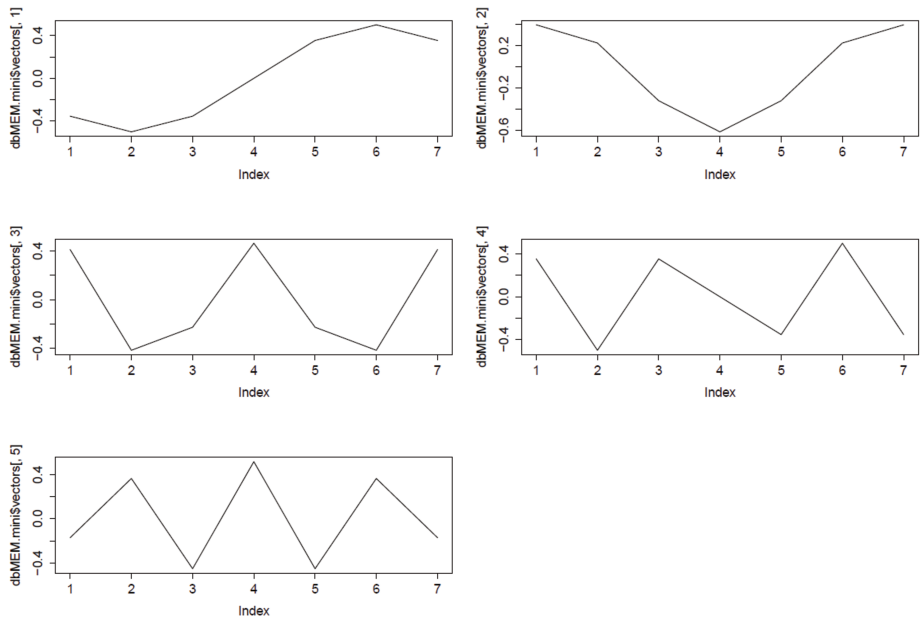 dbMEM.mini$vectors[, 1]
0.4
0.0
−0.4
1 2 3 4 5 6 7
Index
dbMEM.mini$vectors[, 2]
0.2
−0.2
−0.6
1 2 3 4 5 6 7
Index
dbMEM.mini$vectors[, 3]
0.4
0.0
−0.4
1 2 3 4 5 6 7
Index
dbMEM.mini$vectors[, 4]
0.4
0.0
−0.4
1 2 3 4 5 6 7
Index
dbMEM.mini$vectors[, 5]
0.4
0.0
−0.4
1 2 3 4 5 6 7
Index